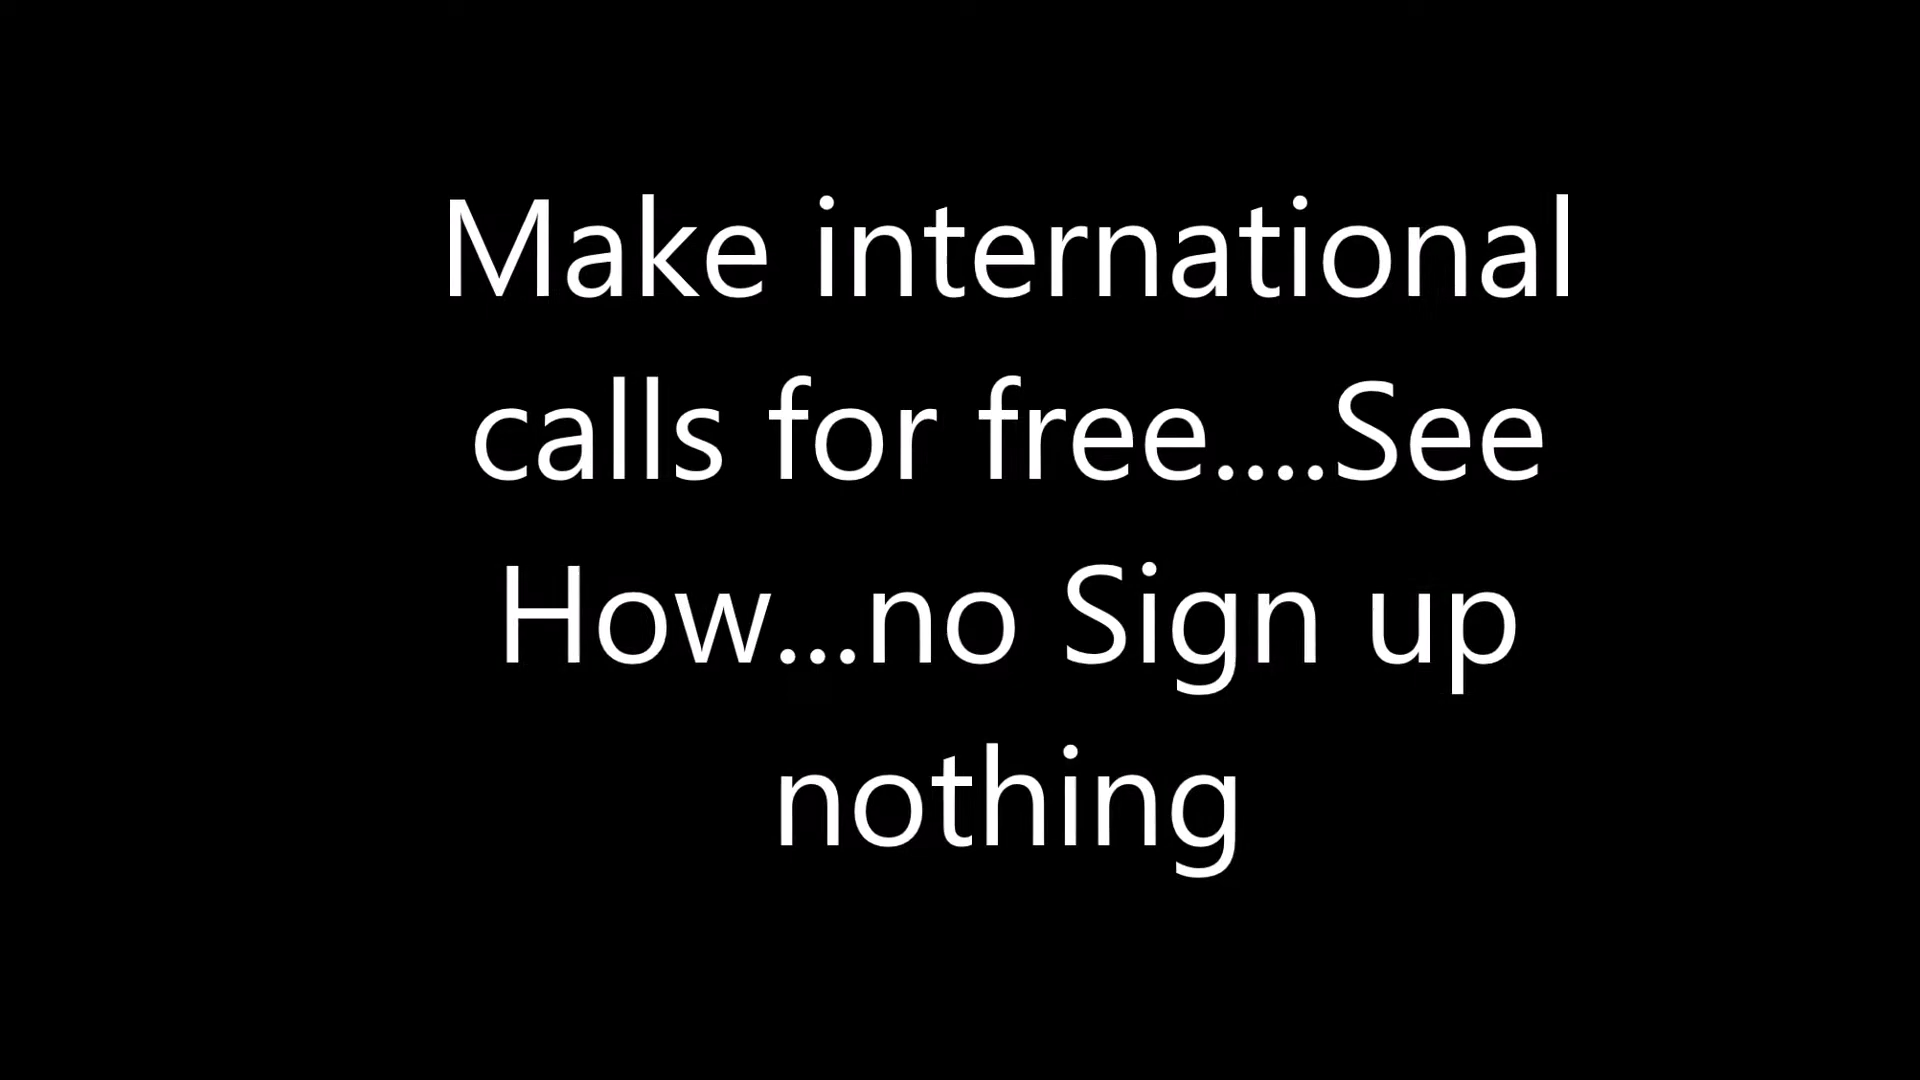 Make international
calls for free....See
How...no Sign up
nothing